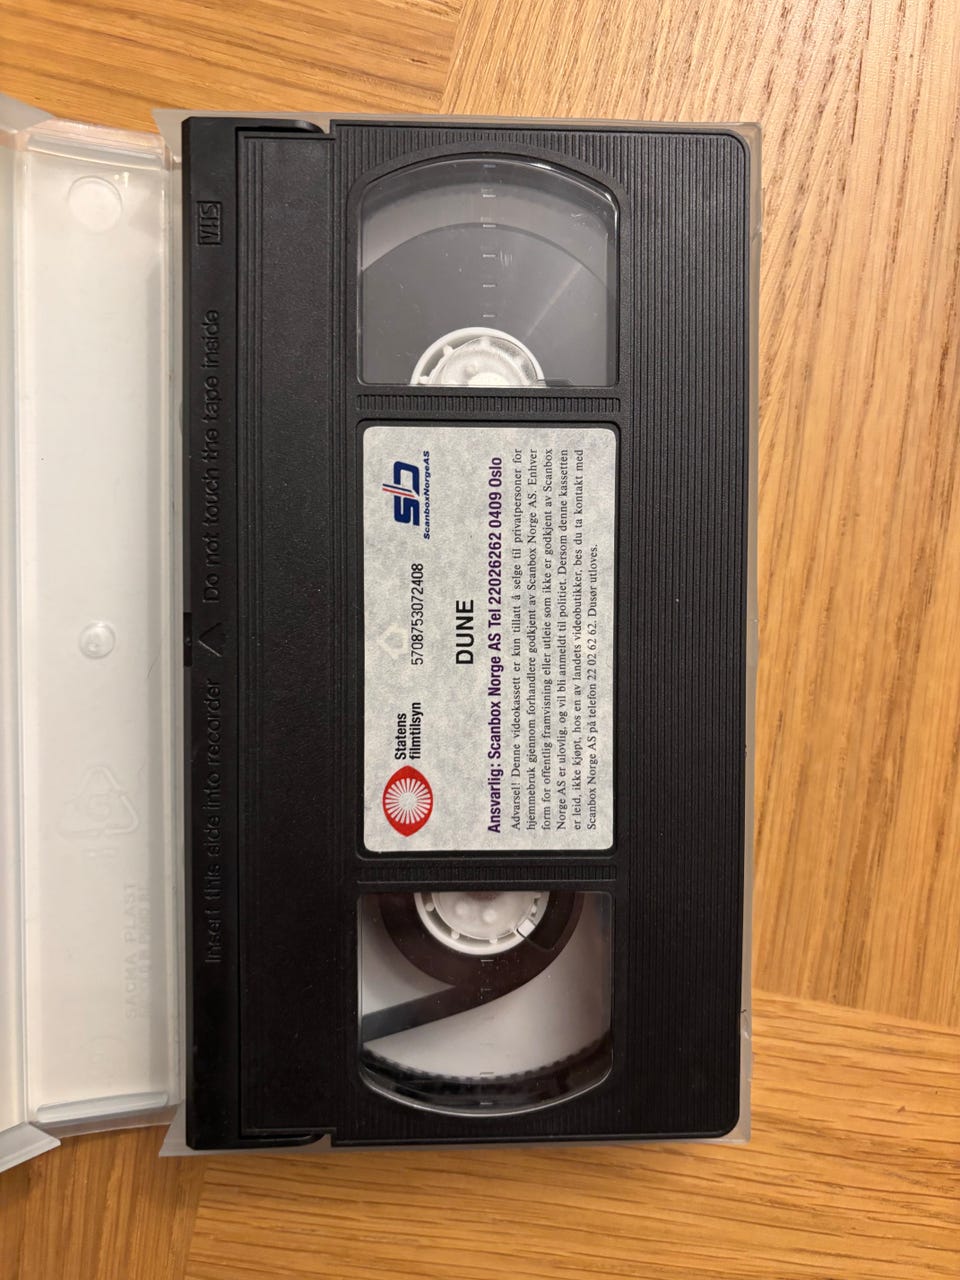 VHS
Insert this side into recorder △ Do not touch the tape inside
Statens
filmtilsyn
5708753072408
SD
ScanboxNorgeAS
DUNE
Ansvarlig: Scanbox Norge AS Tel 22026262 0409 Oslo
Advarsel! Denne videokassett er kun tillatt å selge til privatpersoner for
hjemmebruk gjennom forhandlere godkjent av Scanbox Norge AS. Enhver
form for offentlig framvisning eller utleie som ikke er godkjent av Scanbox
Norge AS er ulovlig, og vil bli anmeldt til politiet. Dersom denne kassetten
er leid, ikke kjøpt, hos en av landets videobutikker, bes du ta kontakt med
Scanbox Norge AS på telefon 22 02 62 62. Dusør utloves.
SAGMA PLAST